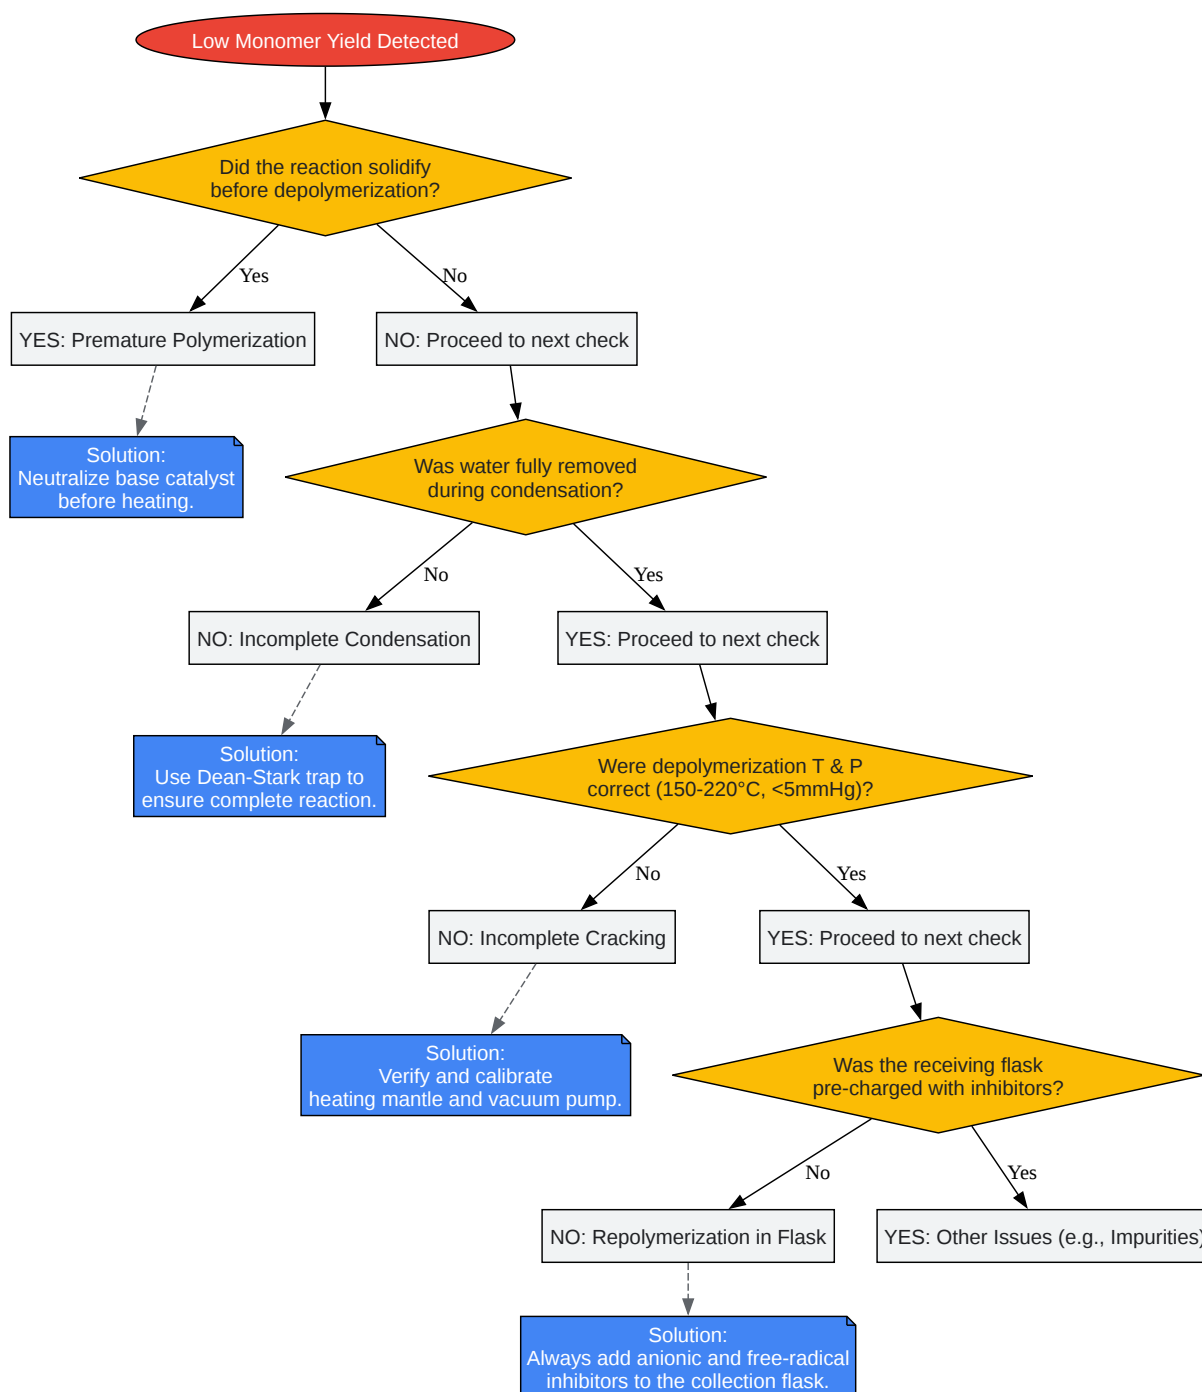 Low Monomer Yield Detected
Did the reaction solidify
before depolymerization?
Yes
No
YES: Premature Polymerization
NO: Proceed to next check
Solution:
Neutralize base catalyst
before heating.
Was water fully removed
during condensation?
No
Yes
NO: Incomplete Condensation
YES: Proceed to next check
Solution:
Use Dean-Stark trap to
ensure complete reaction.
Were depolymerization T & P
correct (150-220°C, <5mmHg)?
No
Yes
NO: Incomplete Cracking
YES: Proceed to next check
Solution:
Verify and calibrate
heating mantle and vacuum pump.
Was the receiving flask
pre-charged with inhibitors?
No
Yes
NO: Repolymerization in Flask
YES: Other Issues (e.g., Impurities)
Solution:
Always add anionic and free-radical
inhibitors to the collection flask.